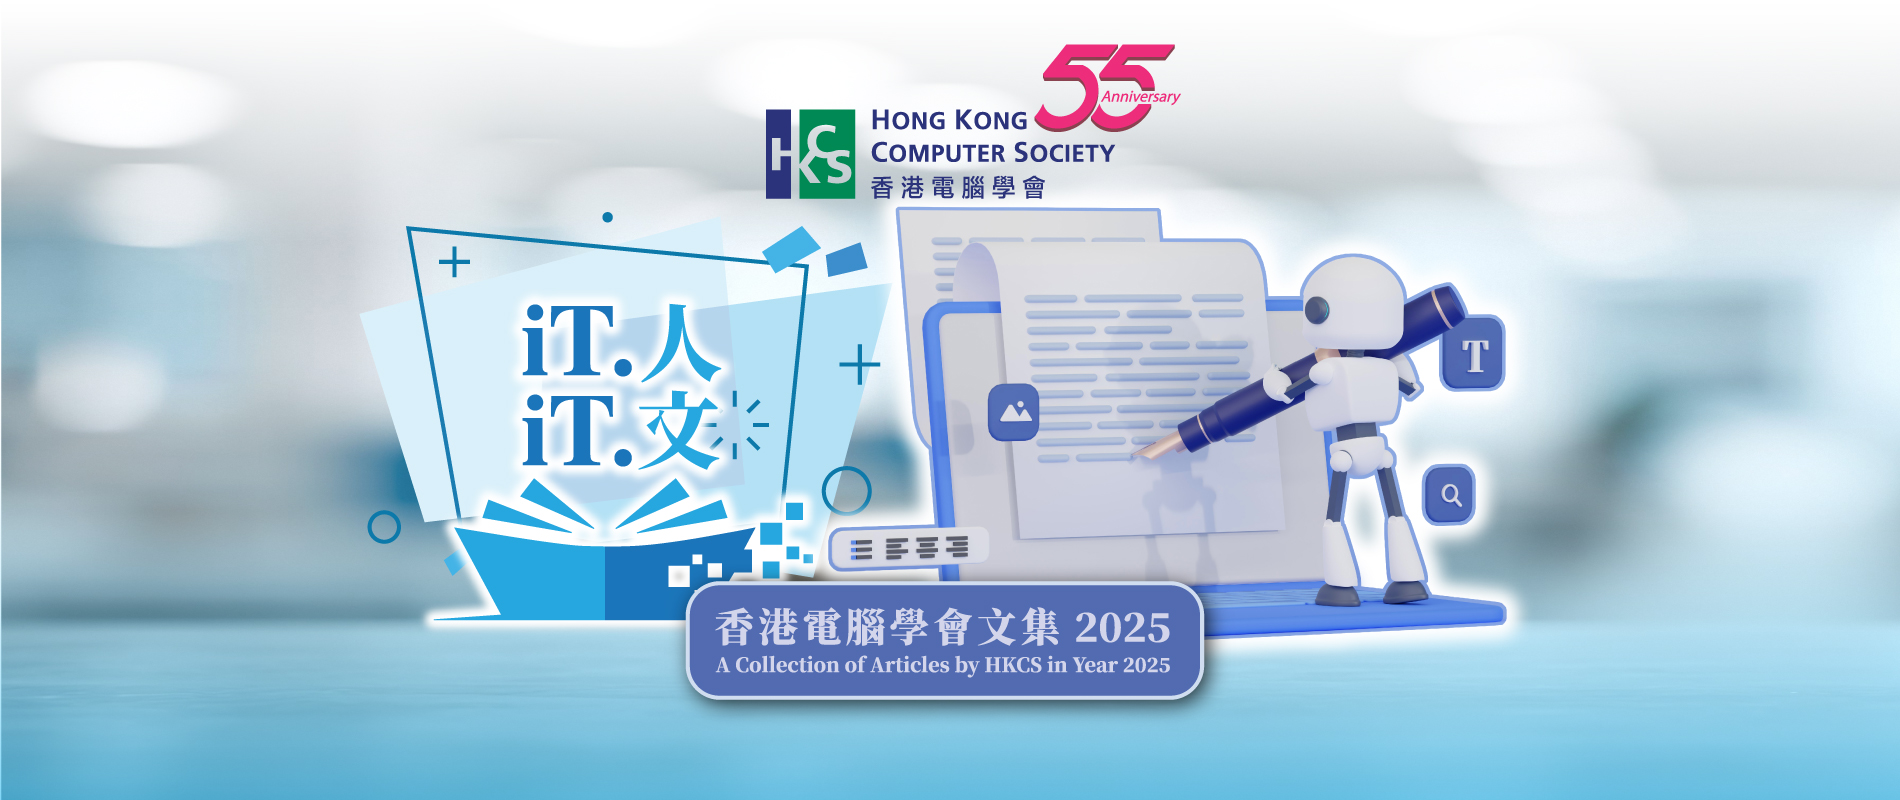 55
Anniversary
HKCS
HONG KONG
COMPUTER SOCIETY
香港電腦學會
iT.人
iT.文
T
香港電腦學會文集 2025
A Collection of Articles by HKCS in Year 2025